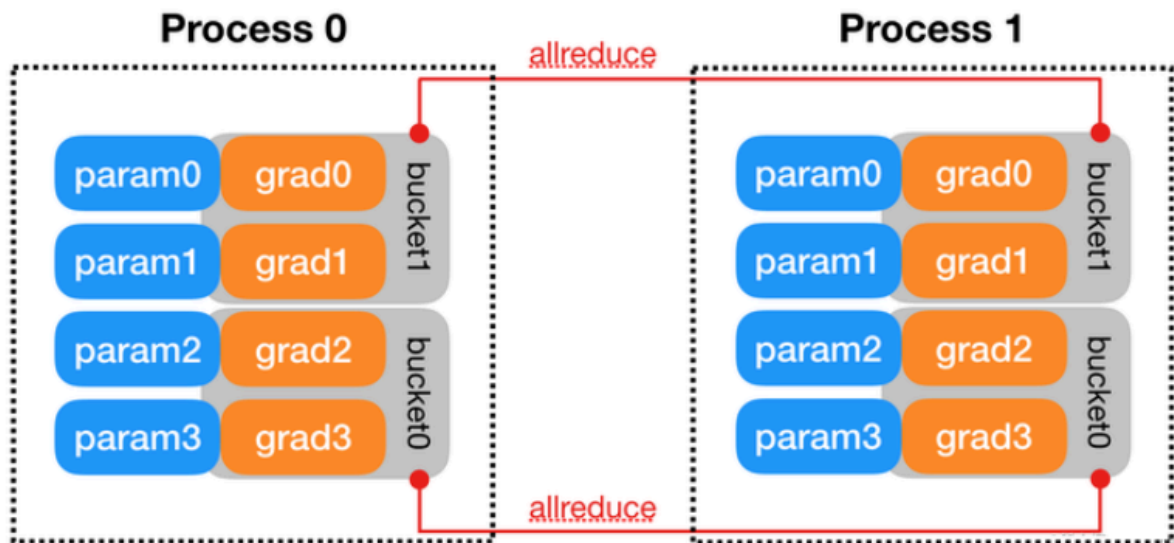 Process 0
Process 1
allreduce
param0 grad0
param1 grad1
bucket1
param2 grad2
param3 grad3
bucket0
param0 grad0
param1 grad1
bucket1
param2 grad2
param3 grad3
bucket0
allreduce